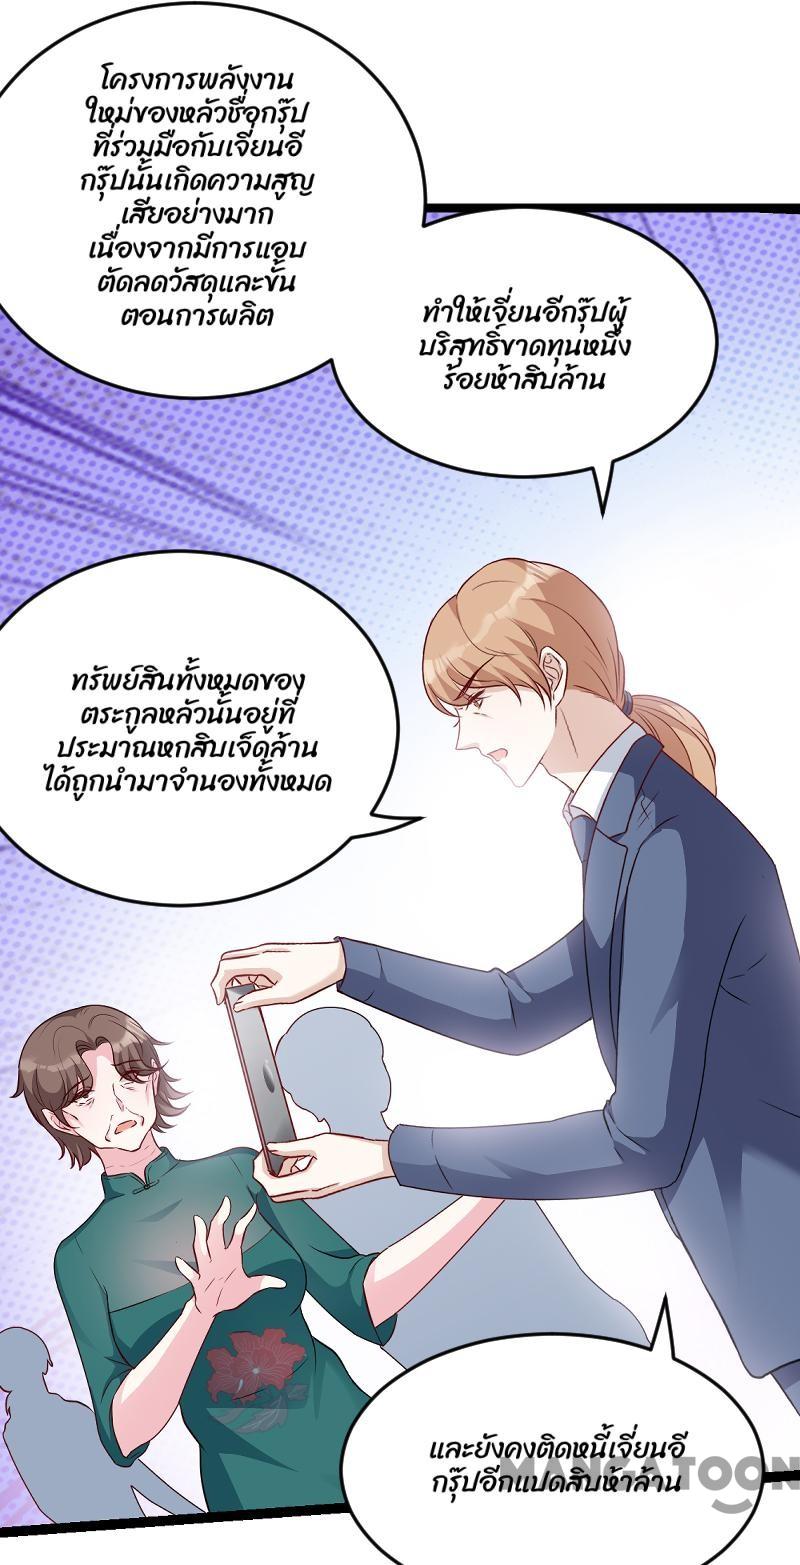 โครงการพลังงาน
ใหม่ของหลัวชื่อกรุ๊ป
ที่ร่วมมือกับเจี่ยนอี
กรุ๊ปนั้นเกิดความสูญ
เสียอย่างมาก
เนื่องจากมีการแอบ
ตัดลดวัสดุและขั้น
ตอนการผลิต
ทำให้เจี่ยนอีกรุ๊ปผู้
บริสุทธิ์ขาดทุนหนึ่ง
ร้อยห้าสิบล้าน
ทรัพย์สินทั้งหมดของ
ตระกูลหลัวนั้นอยู่ที่
ประมาณหกสิบเจ็ดล้าน
ได้ถูกนำมาจำนองทั้งหมด
และยังคงติดหนี้เจี่ยนอี
กรุ๊ปอีกแปดสิบห้าล้าน
MANGATOON